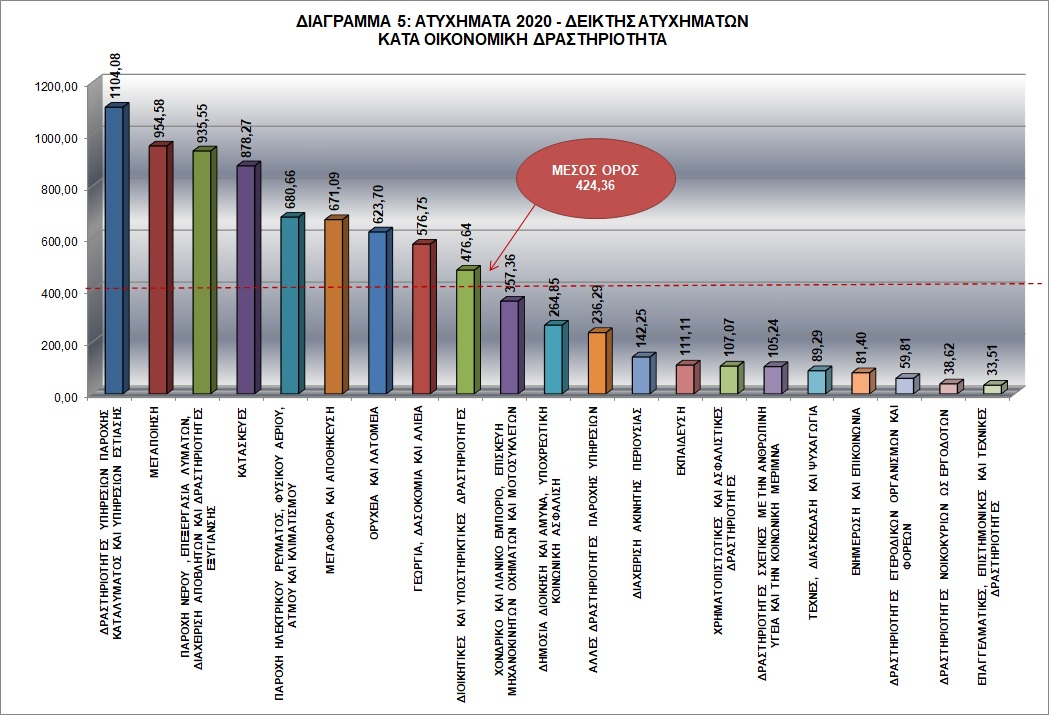 ΔΙΑΓΡΑΜΜΑ 5: ΑΤΥΧΗΜΑΤΑ 2020 - ΔΕΙΚΤΗΣ ΑΤΥΧΗΜΑΤΩΝ
ΚΑΤΑ ΟΙΚΟΝΟΜΙΚΗ ΔΡΑΣΤΗΡΙΟΤΗΤΑ
1200,00
1000,00
800,00
600,00
400,00
200,00
0,00
1104,08
954,58
935,55
878,27
680,66
671,09
623,70
576,75
476,64
357,36
264,85
236,29
142,25
111,11
107,07
105,24
89,29
81,40
59,81
38,62
33,51
ΜΕΣΟΣ ΟΡΟΣ
424,36
ΔΡΑΣΤΗΡΙΟΤΗΤΕΣ ΥΠΗΡΕΣΙΩΝ ΠΑΡΟΧΗΣ
ΚΑΤΑΛΥΜΑΤΟΣ ΚΑΙ ΥΠΗΡΕΣΙΩΝ ΕΣΤΙΑΣΗΣ
ΜΕΤΑΠΟΙΗΣΗ
ΠΑΡΟΧΗ ΝΕΡΟΥ , ΕΠΕΞΕΡΓΑΣΙΑ ΛΥΜΑΤΩΝ,
ΔΙΑΧΕΙΡΙΣΗ ΑΠΟΒΛΗΤΩΝ ΚΑΙ ΔΡΑΣΤΗΡΙΟΤΗΤΕΣ
ΕΞΥΓΙΑΝΣΗΣ
ΚΑΤΑΣΚΕΥΕΣ
ΠΑΡΟΧΗ ΗΛΕΚΤΡΙΚΟΥ ΡΕΥΜΑΤΟΣ, ΦΥΣΙΚΟΥ ΑΕΡΙΟΥ,
ΑΤΜΟΥ ΚΑΙ ΚΛΙΜΑΤΙΣΜΟΥ
ΜΕΤΑΦΟΡΑ ΚΑΙ ΑΠΟΘΗΚΕΥΣΗ
ΟΡΥΧΕΙΑ ΚΑΙ ΛΑΤΟΜΕΙΑ
ΓΕΩΡΓΙΑ, ΔΑΣΟΚΟΜΙΑ ΚΑΙ ΑΛΙΕΙΑ
ΔΙΟΙΚΗΤΙΚΕΣ ΚΑΙ ΥΠΟΣΤΗΡΙΚΤΙΚΕΣ ΔΡΑΣΤΗΡΙΟΤΗΤΕΣ
ΧΟΝΔΡΙΚΟ ΚΑΙ ΛΙΑΝΙΚΟ ΕΜΠΟΡΙΟ, ΕΠΙΣΚΕΥΗ
ΜΗΧΑΝΟΚΙΝΗΤΩΝ ΟΧΗΜΑΤΩΝ ΚΑΙ ΜΟΤΟΣΥΚΛΕΤΩΝ
ΔΗΜΟΣΙΑ ΔΙΟΙΚΗΣΗ ΚΑΙ ΑΜΥΝΑ, ΥΠΟΧΡΕΩΤΙΚΗ
ΚΟΙΝΩΝΙΚΗ ΑΣΦΑΛΙΣΗ
ΑΛΛΕΣ ΔΡΑΣΤΗΡΙΟΤΗΤΕΣ ΠΑΡΟΧΗΣ ΥΠΗΡΕΣΙΩΝ
ΔΙΑΧΕΙΡΙΣΗ ΑΚΙΝΗΤΗΣ ΠΕΡΙΟΥΣΙΑΣ
ΕΚΠΑΙΔΕΥΣΗ
ΧΡΗΜΑΤΟΠΙΣΤΩΤΙΚΕΣ ΚΑΙ ΑΣΦΑΛΙΣΤΙΚΕΣ
ΔΡΑΣΤΗΡΙΟΤΗΤΕΣ
ΔΡΑΣΤΗΡΙΟΤΗΤΕΣ ΣΧΕΤΙΚΕΣ ΜΕ ΤΗΝ ΑΝΘΡΩΠΙΝΗ
ΥΓΕΙΑ ΚΑΙ ΤΗΝ ΚΟΙΝΩΝΙΚΗ ΜΕΡΙΜΝΑ
ΤΕΧΝΕΣ, ΔΙΑΣΚΕΔΑΣΗ ΚΑΙ ΨΥΧΑΓΩΓΙΑ
ΕΝΗΜΕΡΩΣΗ ΚΑΙ ΕΠΙΚΟΙΝΩΝΙΑ
ΔΡΑΣΤΗΡΙΟΤΗΤΕΣ ΕΤΕΡΟΔΙΚΩΝ ΟΡΓΑΝΙΣΜΩΝ ΚΑΙ
ΦΟΡΕΩΝ
ΔΡΑΣΤΗΡΙΟΤΗΤΕΣ ΝΟΙΚΟΚΥΡΙΩΝ ΩΣ ΕΡΓΟΔΟΤΩΝ
ΕΠΑΓΓΕΛΜΑΤΙΚΕΣ, ΕΠΙΣΤΗΜΟΝΙΚΕΣ ΚΑΙ ΤΕΧΝΙΚΕΣ
ΔΡΑΣΤΗΡΙΟΤΗΤΕΣ